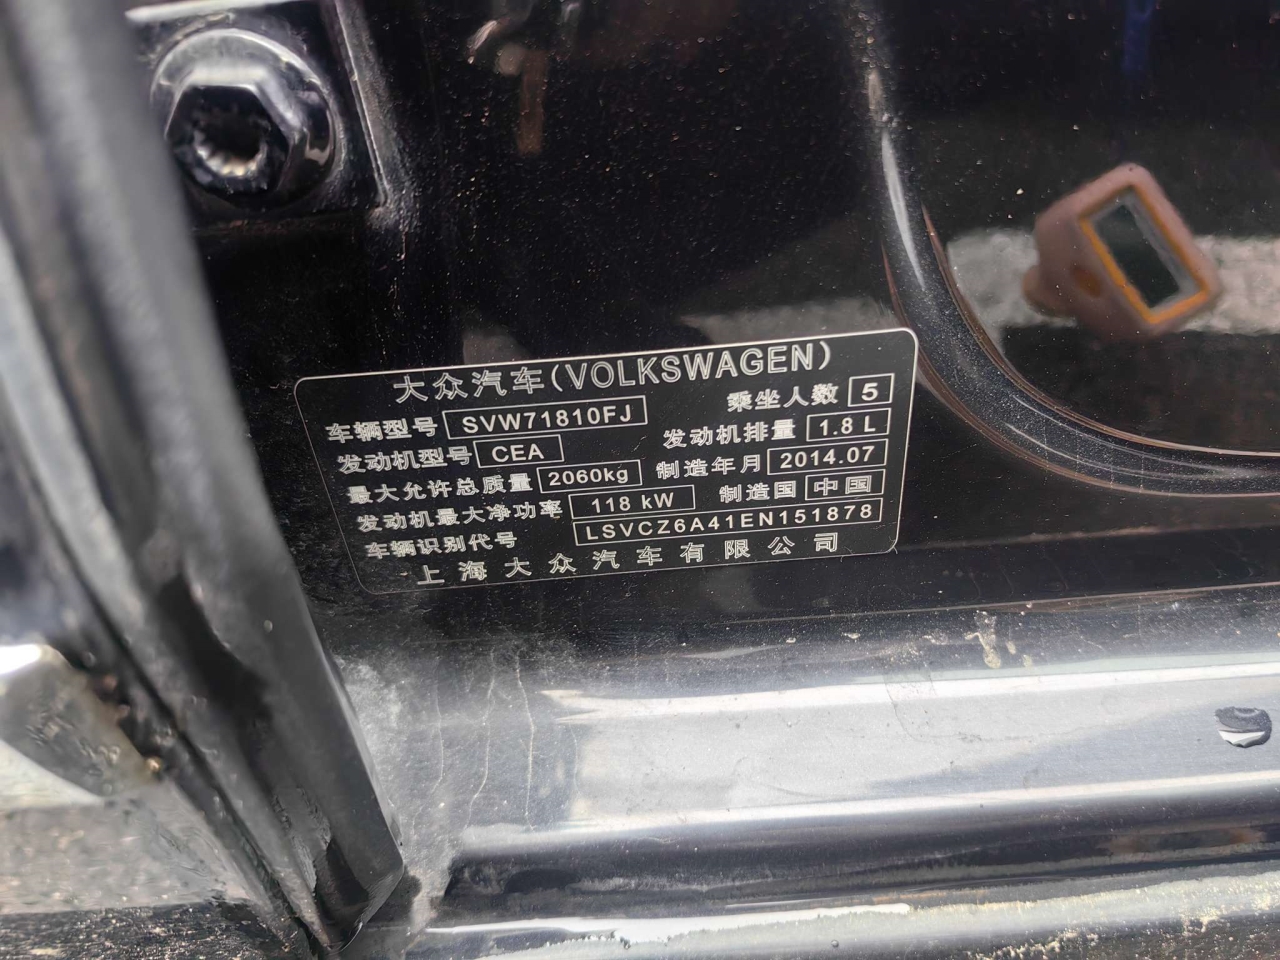 大众汽车(VOLKSWAGEN)
车辆型号 SVW71810FJ 乘坐人数 5
发动机型号 CEA 发动机排量 1.8 L
最大允许总质量 2060kg 制造年月 2014.07
发动机最大净功率 118 kW 制造国 中国
车辆识别代号 LSVCZ6A41EN151878
上海大众汽车有限公司